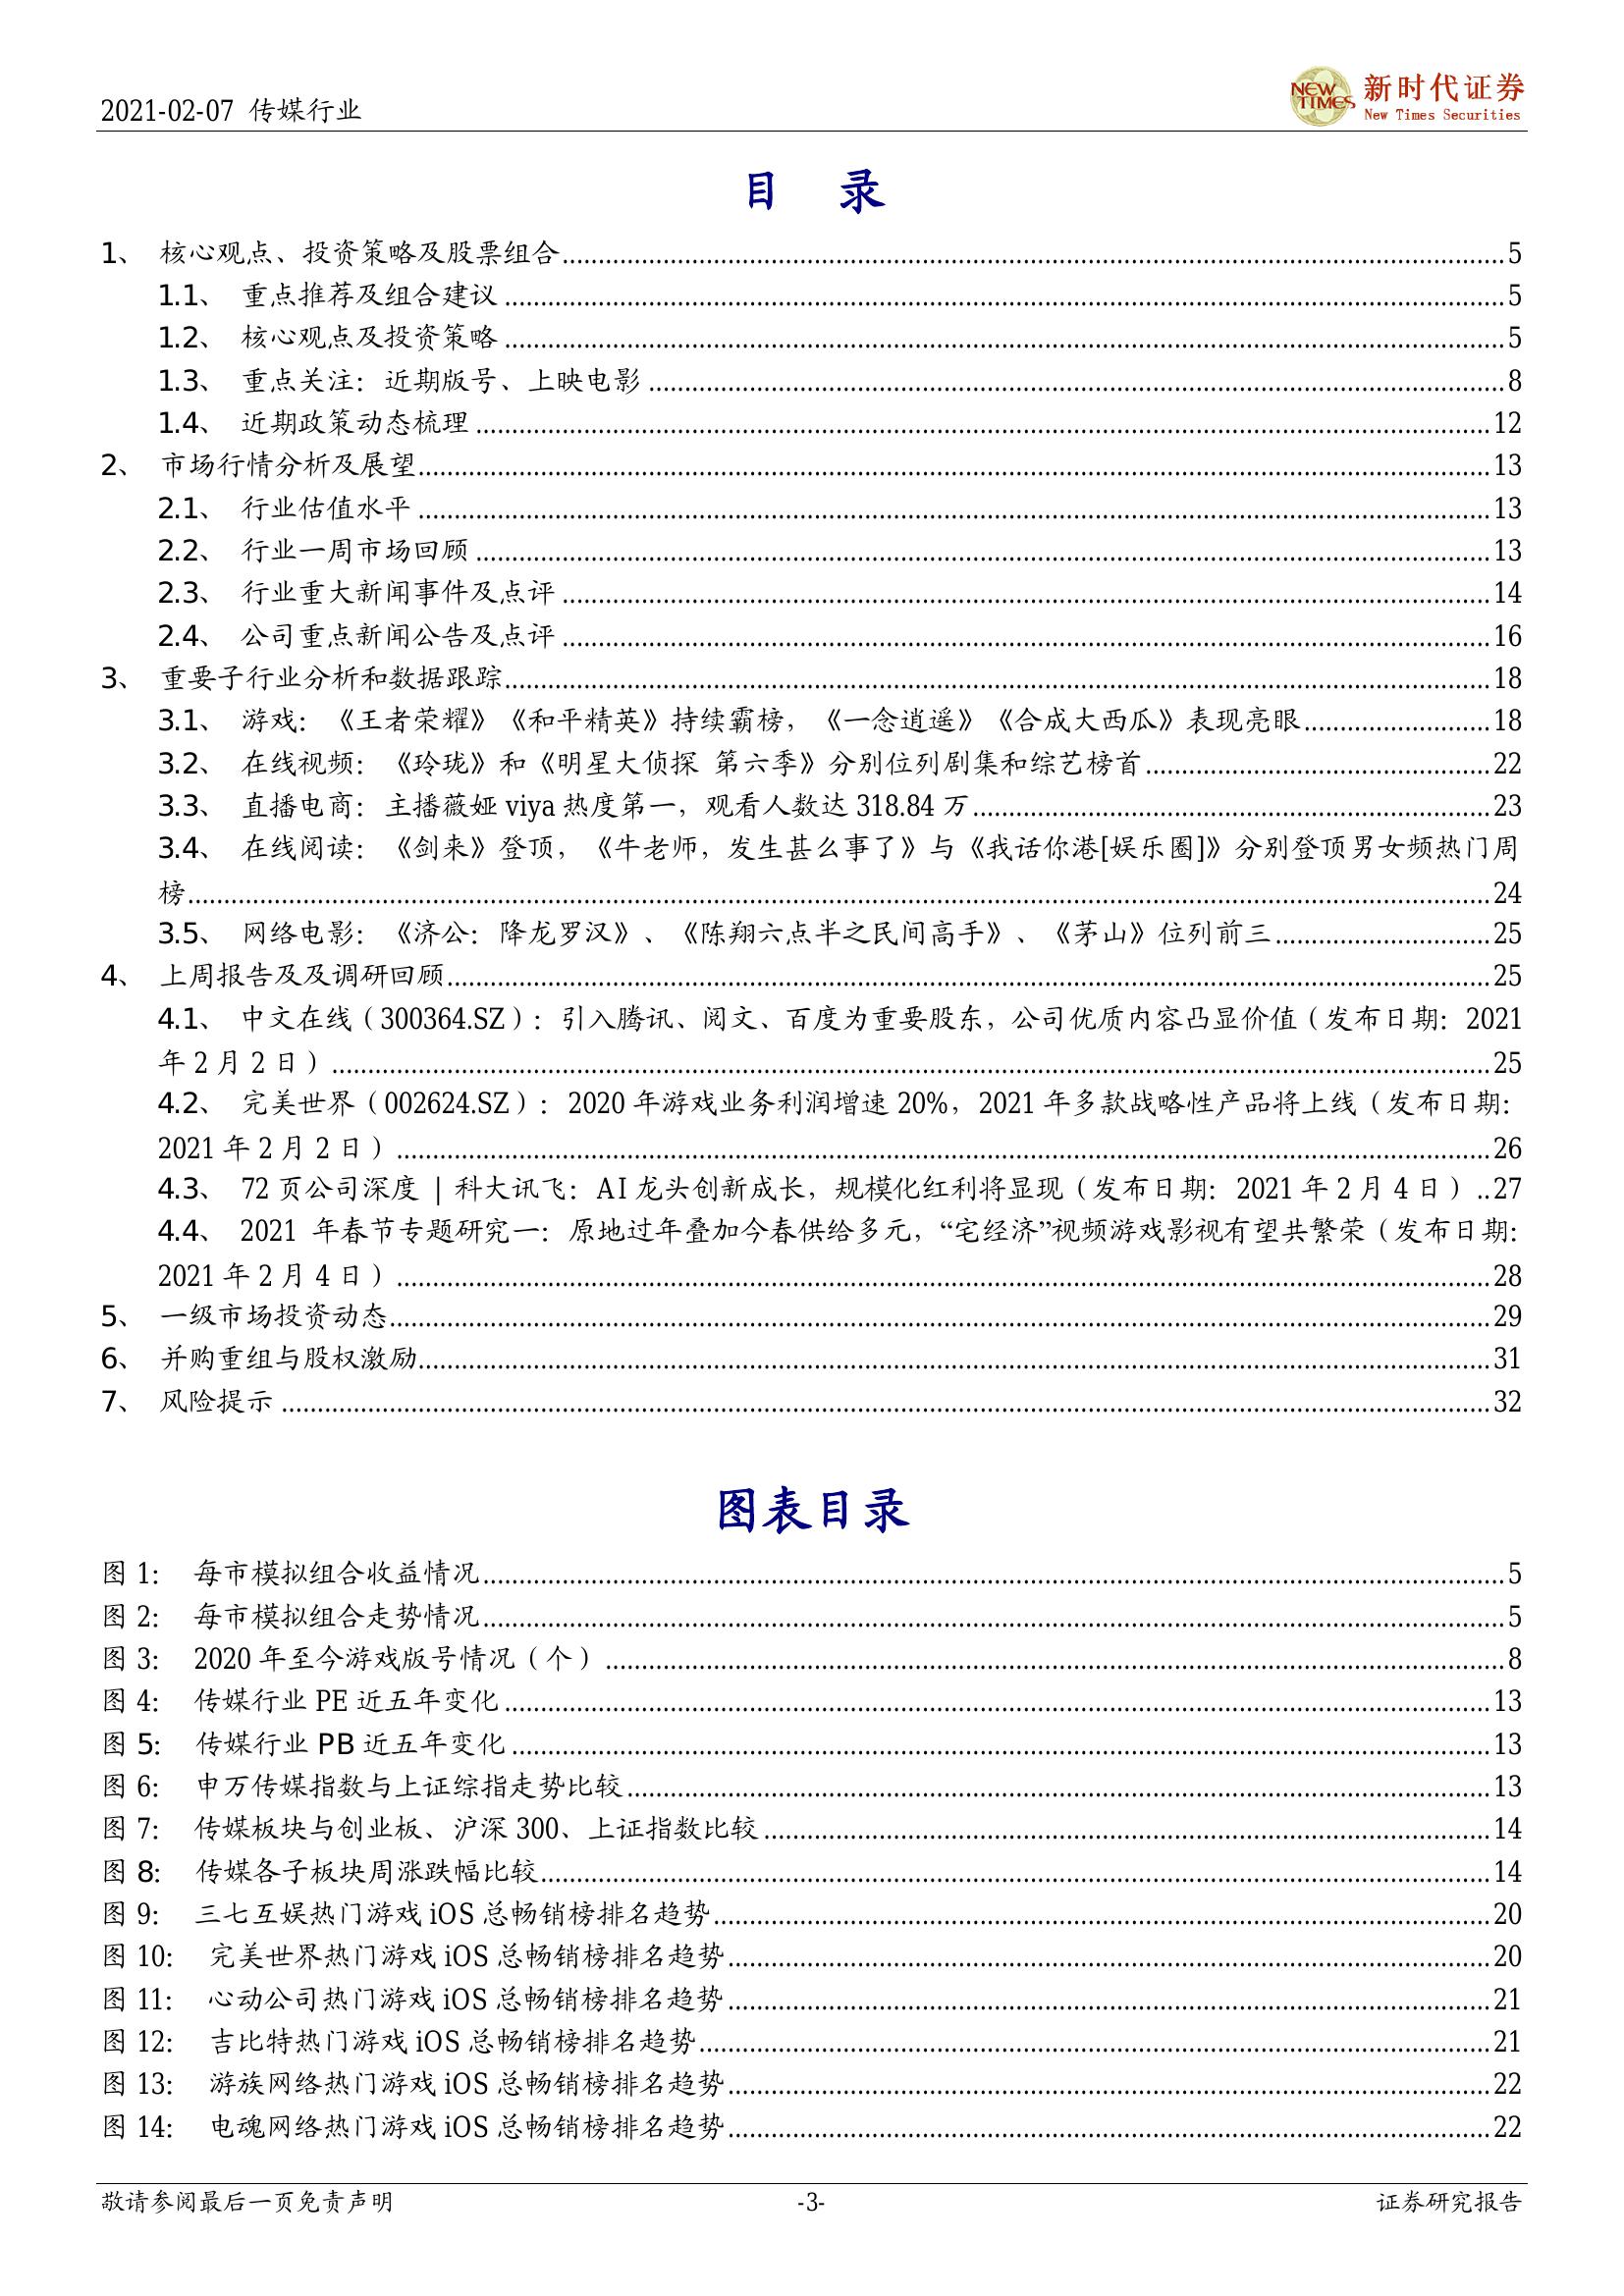 2021-02-07 传媒行业
NEW TIMES 新时代证券
New Times Securities
目 录
1、 核心观点、投资策略及股票组合 5
1.1、 重点推荐及组合建议 5
1.2、 核心观点及投资策略 5
1.3、 重点关注：近期版号、上映电影 8
1.4、 近期政策动态梳理 12
2、 市场行情分析及展望 13
2.1、 行业估值水平 13
2.2、 行业一周市场回顾 13
2.3、 行业重大新闻事件及点评 14
2.4、 公司重点新闻公告及点评 16
3、 重要子行业分析和数据跟踪 18
3.1、 游戏：《王者荣耀》《和平精英》持续霸榜，《一念逍遥》《合成大西瓜》表现亮眼 18
3.2、 在线视频：《玲珑》和《明星大侦探 第六季》分别位列剧集和综艺榜首 22
3.3、 直播电商：主播薇娅 viya 热度第一，观看人数达 318.84 万 23
3.4、 在线阅读：《剑来》登顶，《牛老师，发生甚么事了》与《我话你港[娱乐圈]》分别登顶男女频热门周
榜 24
3.5、 网络电影：《济公：降龙罗汉》、《陈翔六点半之民间高手》、《茅山》位列前三 25
4、 上周报告及及调研回顾 25
4.1、 中文在线（300364.SZ）：引入腾讯、阅文、百度为重要股东，公司优质内容凸显价值（发布日期：2021
年 2 月 2 日） 25
4.2、 完美世界（002624.SZ）：2020 年游戏业务利润增速 20%，2021 年多款战略性产品将上线（发布日期：
2021 年 2 月 2 日） 26
4.3、 72 页公司深度 | 科大讯飞：AI 龙头创新成长，规模化红利将显现（发布日期：2021 年 2 月 4 日） 27
4.4、 2021 年春节专题研究一：原地过年叠加今春供给多元，“宅经济”视频游戏影视有望共繁荣（发布日期：
2021 年 2 月 4 日） 28
5、 一级市场投资动态 29
6、 并购重组与股权激励 31
7、 风险提示 32
图表目录
图 1： 每市模拟组合收益情况 5
图 2： 每市模拟组合走势情况 5
图 3： 2020 年至今游戏版号情况（个） 8
图 4： 传媒行业 PE 近五年变化 13
图 5： 传媒行业 PB 近五年变化 13
图 6： 申万传媒指数与上证综指走势比较 13
图 7： 传媒板块与创业板、沪深 300、上证指数比较 14
图 8： 传媒各子板块周涨跌幅比较 14
图 9： 三七互娱热门游戏 iOS 总畅销榜排名趋势 20
图 10： 完美世界热门游戏 iOS 总畅销榜排名趋势 20
图 11： 心动公司热门游戏 iOS 总畅销榜排名趋势 21
图 12： 吉比特热门游戏 iOS 总畅销榜排名趋势 21
图 13： 游族网络热门游戏 iOS 总畅销榜排名趋势 22
图 14： 电魂网络热门游戏 iOS 总畅销榜排名趋势 22
敬请参阅最后一页免责声明 -3- 证券研究报告